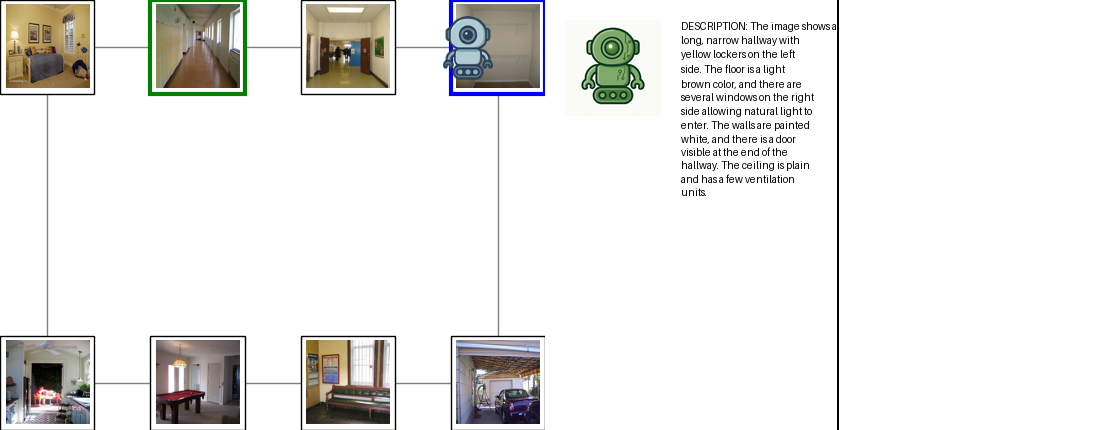 DESCRIPTION: The image shows a
long, narrow hallway with
yellow lockers on the left
side. The floor is a light
brown color, and there are
several windows on the right
side allowing natural light to
enter. The walls are painted
white, and there is a door
visible at the end of the
hallway. The ceiling is plain
and has a few ventilation
units.